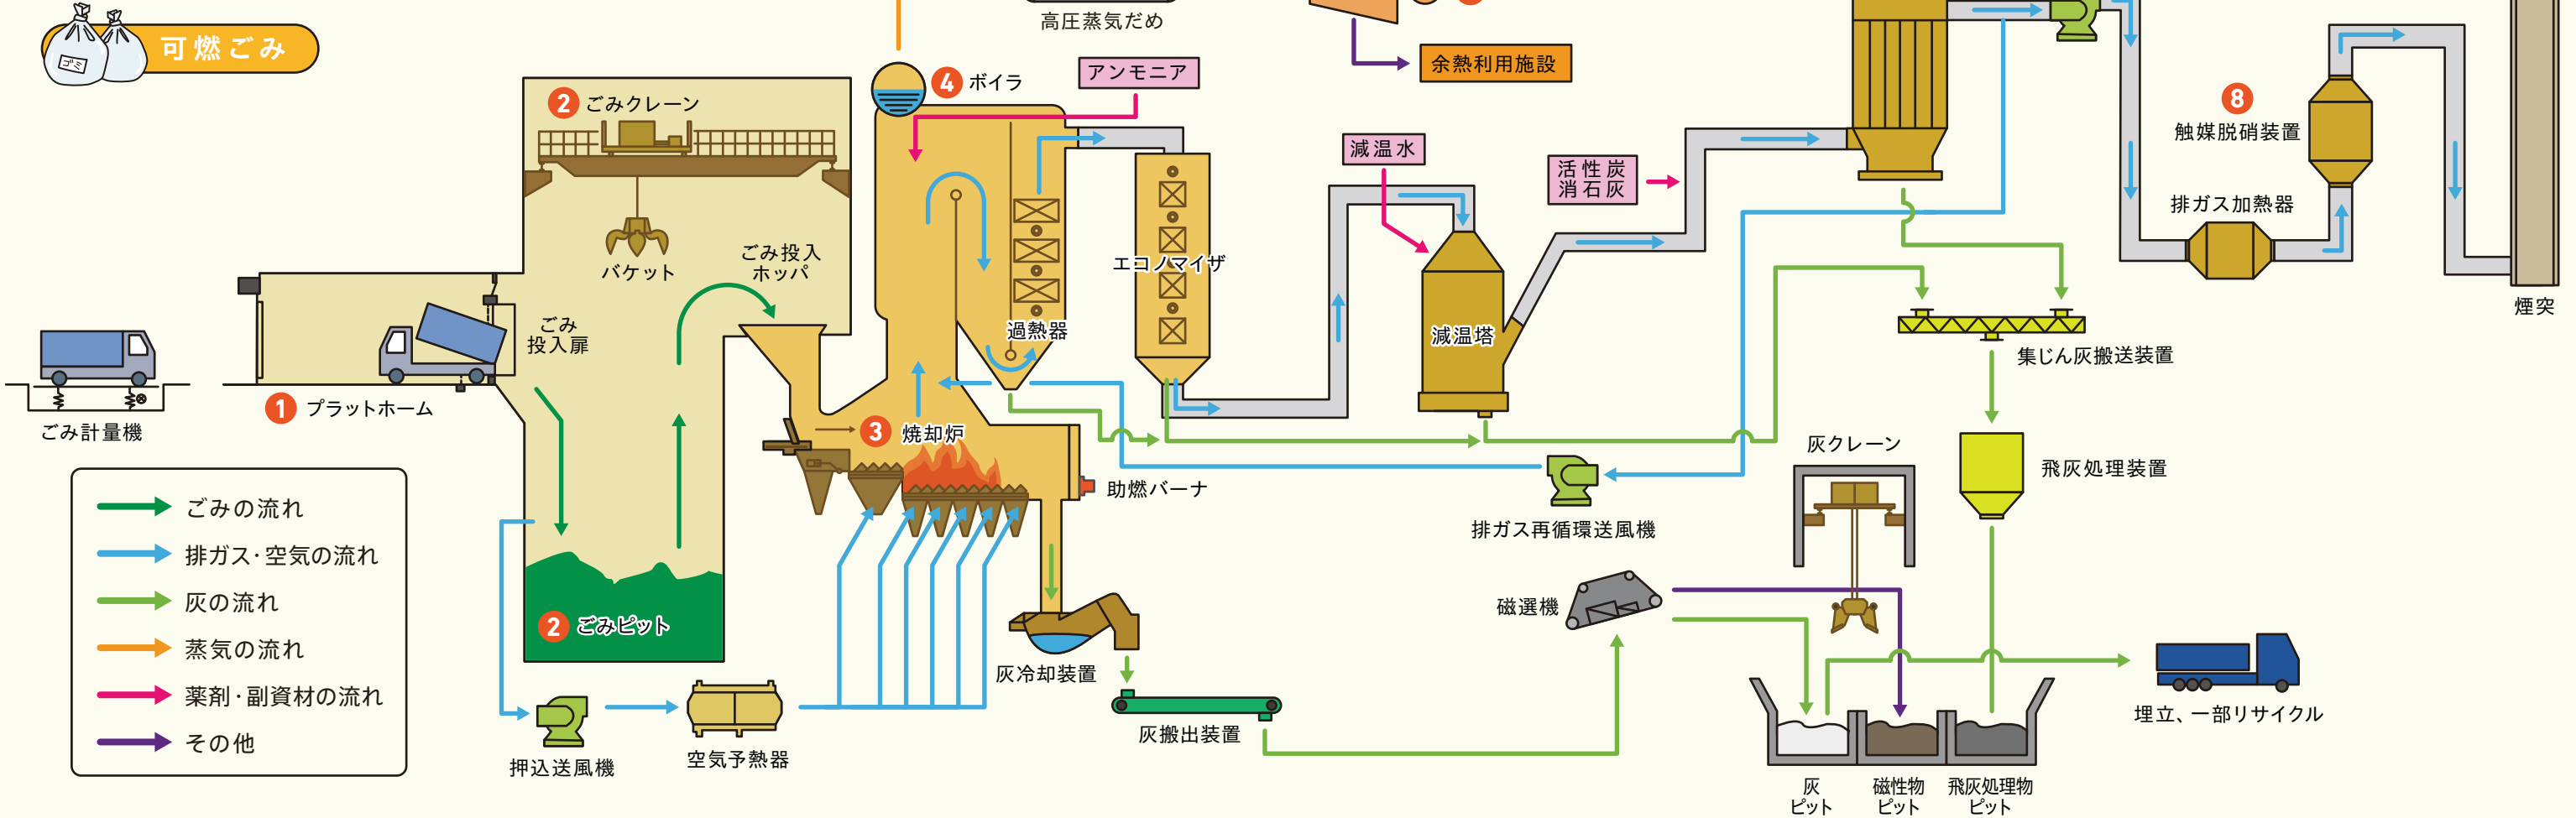 高圧蒸気だめ
可燃ごみ
ゴミ
余熱利用施設
4 ボイラ
アンモニア
2 ごみクレーン
8
触媒脱硝装置
減温水
活性炭
消石灰
排ガス加熱器
ごみ投入
ホッパ
バケット
エコノマイザ
煙突
ごみ
投入扉
過熱器
減温塔
集じん灰搬送装置
1 プラットホーム
ごみ計量機
3 焼却炉
灰クレーン
飛灰処理装置
助燃バーナ
排ガス再循環送風機
ごみの流れ
排ガス・空気の流れ
灰の流れ
蒸気の流れ
薬剤・副資材の流れ
その他
2 ごみピット
磁選機
灰冷却装置
埋立、一部リサイクル
灰搬出装置
空気予熱器
押込送風機
灰
ピット
磁性物
ピット
飛灰処理物
ピット